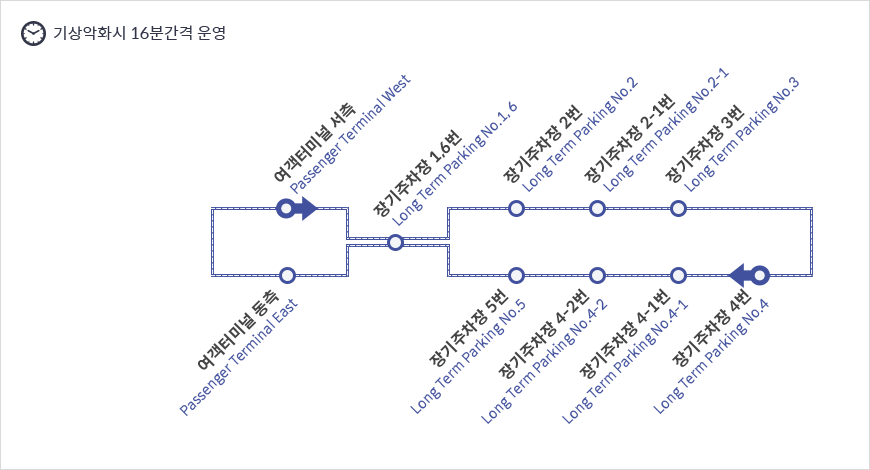 기상악화시 16분간격 운영
여객터미널 서측
Passenger Terminal West
장기주차장 1,6번
Long Term Parking No.1, 6
장기주차장 2번
Long Term Parking No.2
장기주차장 2-1번
Long Term Parking No.2-1
장기주차장 3번
Long Term Parking No.3
여객터미널 동측
Passenger Terminal East
장기주차장 5번
Long Term Parking No.5
장기주차장 4-2번
Long Term Parking No.4-2
장기주차장 4-1번
Long Term Parking No.4-1
장기주차장 4번
Long Term Parking No.4